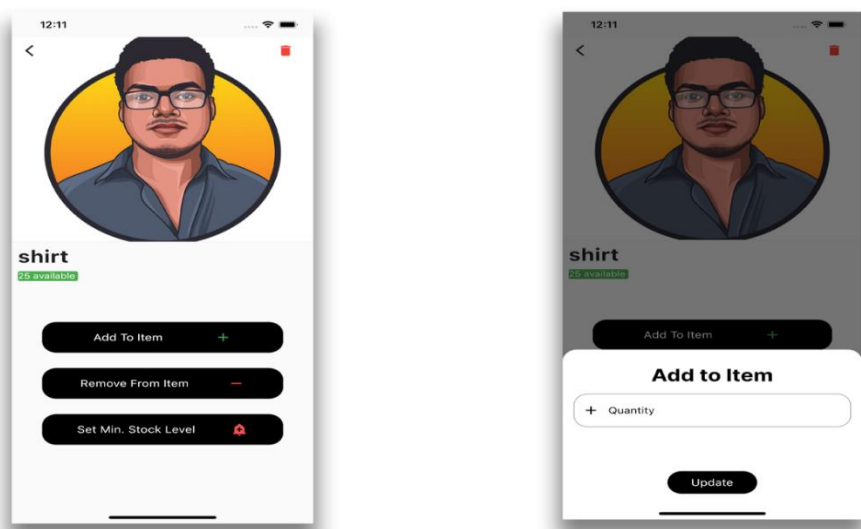 12:11
shirt
25 available
Add To Item
Remove From Item
Set Min. Stock Level
12:11
shirt
25 available
Add To Item
Add to Item
Quantity
Update